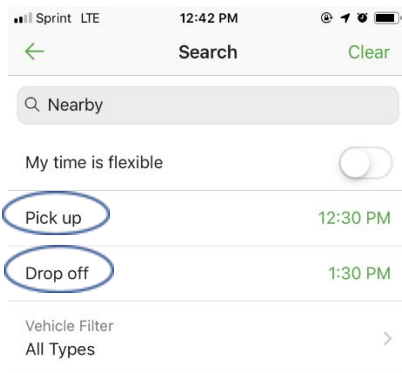 Sprint LTE 12:42 PM
Search Clear
Nearby
My time is flexible
Pick up 12:30 PM
Drop off 1:30 PM
Vehicle Filter
All Types